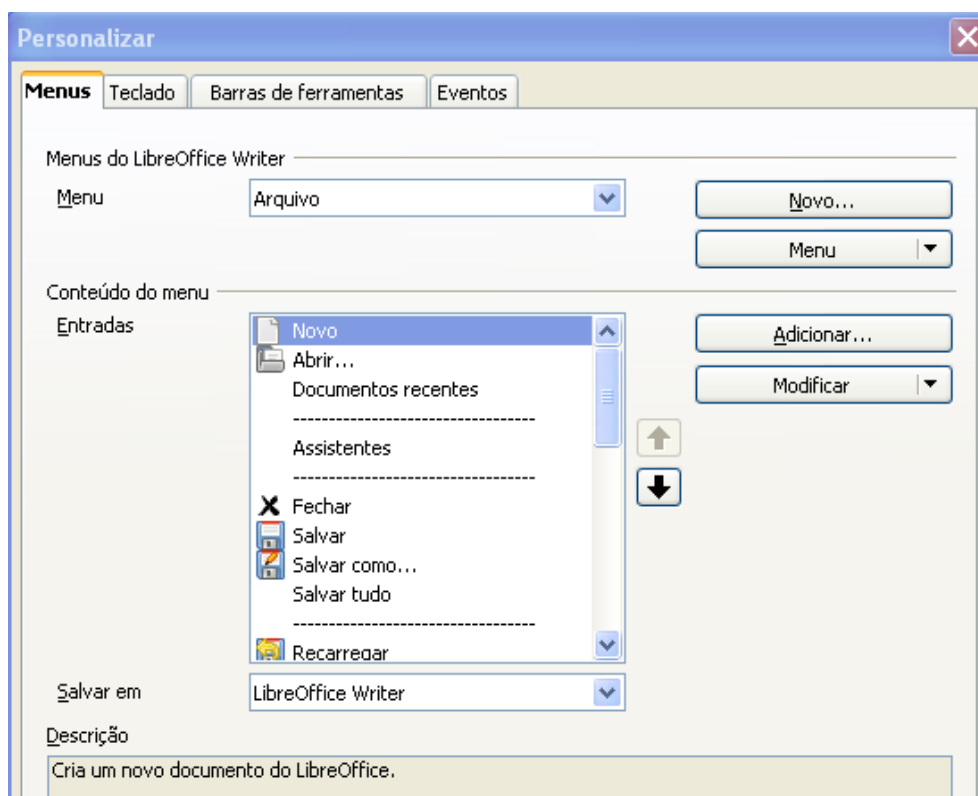 Personalizar
Menus Teclado Barras de ferramentas Eventos
Menus do LibreOffice Writer
Menu Arquivo Novo...
Menu
Conteúdo do menu
Entradas Novo Adicionar...
Abrir...
Documentos recentes Modificar
---------------------------------
Assistentes
---------------------------------
Fechar
Salvar
Salvar como...
Salvar tudo
---------------------------------
Recarregar
Salvar em LibreOffice Writer
Descrição
Cria um novo documento do LibreOffice.